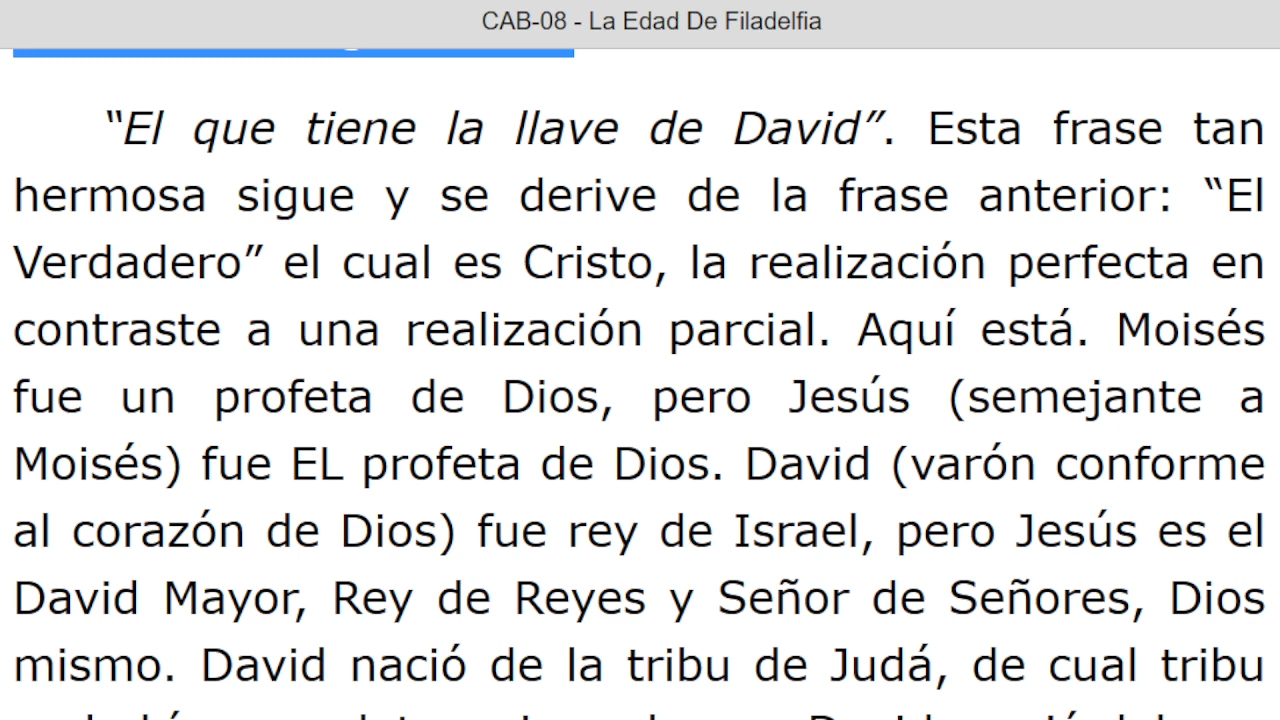 CAB-08 - La Edad De Filadelfia
“El que tiene la llave de David”. Esta frase tan
hermosa sigue y se derive de la frase anterior: “El
Verdadero” el cual es Cristo, la realización perfecta en
contraste a una realización parcial. Aquí está. Moisés
fue un profeta de Dios, pero Jesús (semejante a
Moisés) fue EL profeta de Dios. David (varón conforme
al corazón de Dios) fue rey de Israel, pero Jesús es el
David Mayor, Rey de Reyes y Señor de Señores, Dios
mismo. David nació de la tribu de Judá, de cual tribu